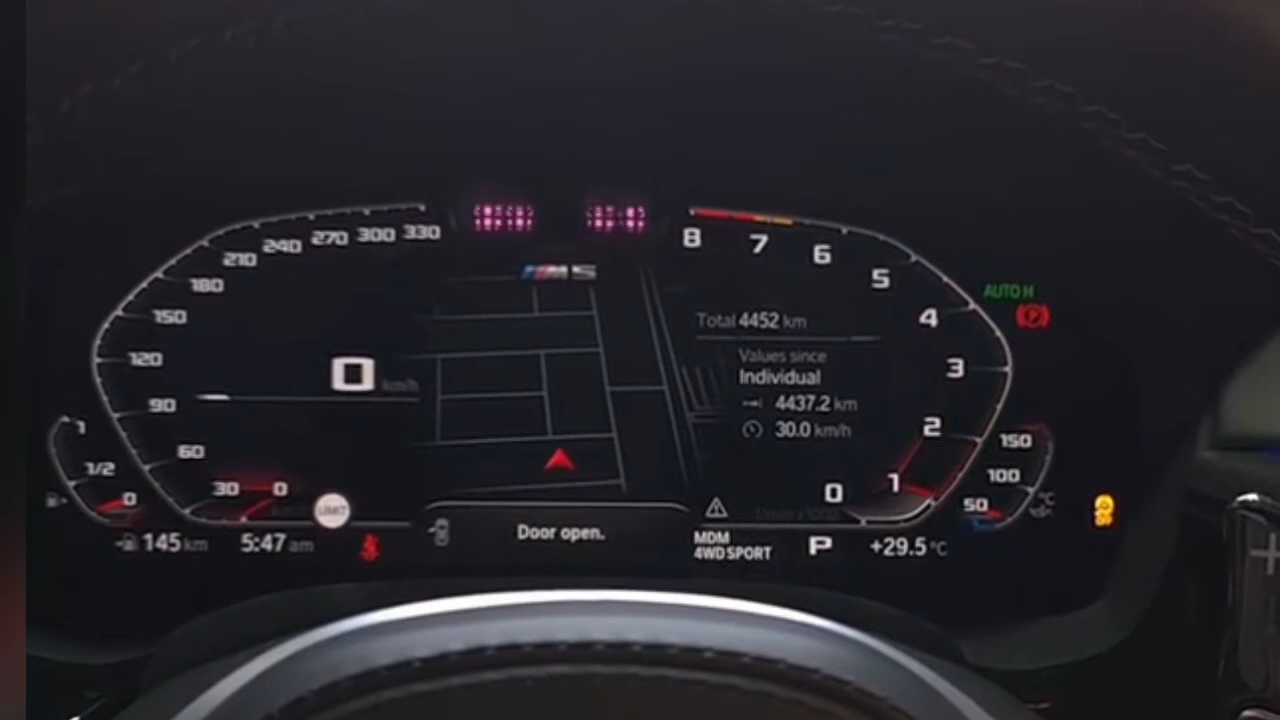 330
300
270
240
210
180
150
120
90
60
30
0
M5
8
7
6
5
4
3
2
1
0
AUTO H
P
Total 4452 km
Values since
Individual
4437.2 km
30.0 km/h
0 km/h
1
1/2
0
150
100
50
°C
LIMIT
145 km
5:47 am
Door open.
MDM
4WD SPORT
P
+29.5 °C
OFF